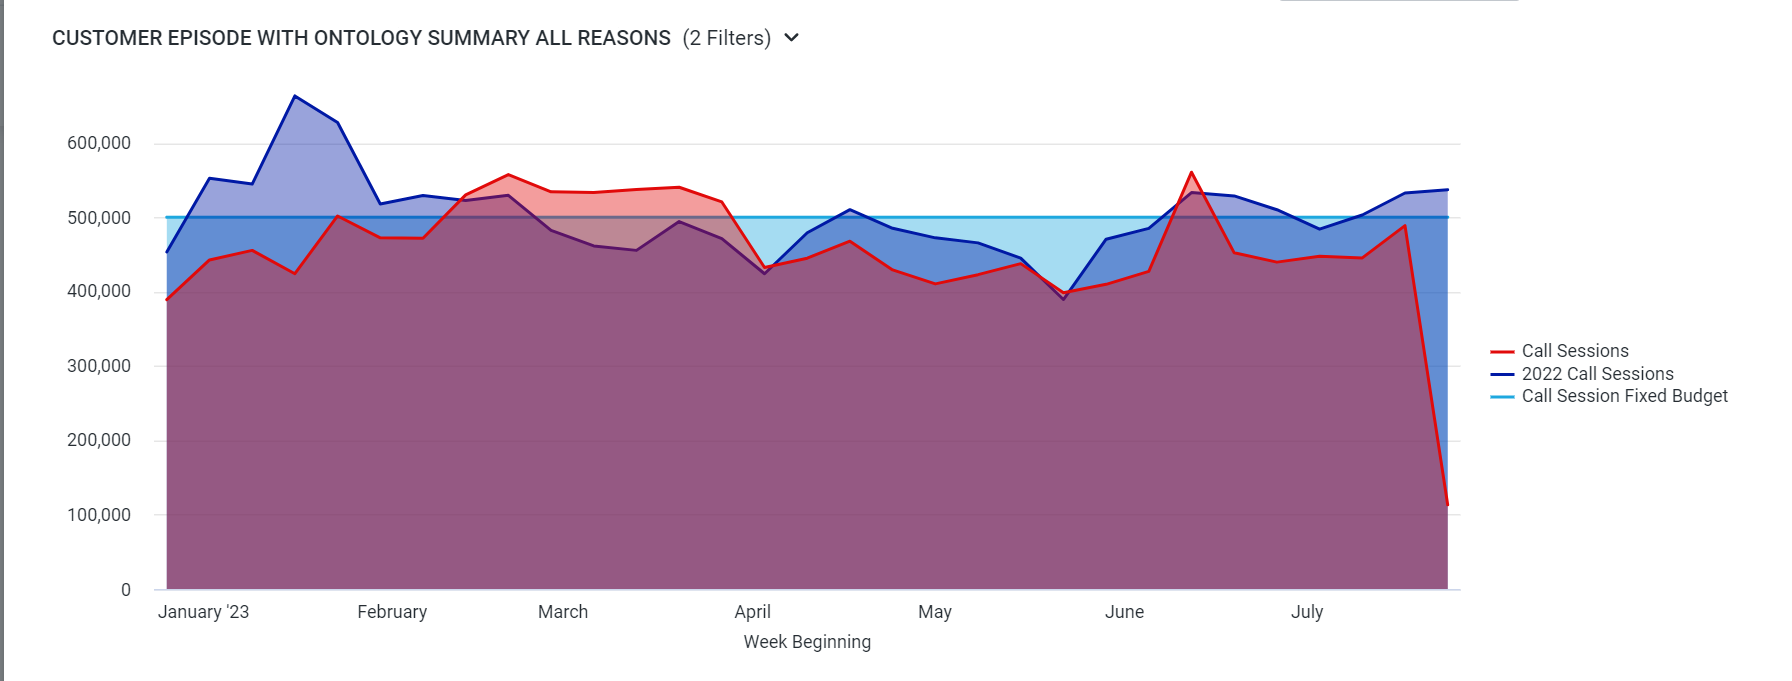 CUSTOMER EPISODE WITH ONTOLOGY SUMMARY ALL REASONS (2 Filters)
600,000
500,000
400,000
300,000
200,000
100,000
0
Call Sessions
2022 Call Sessions
Call Session Fixed Budget
January '23 February March April May June July
Week Beginning